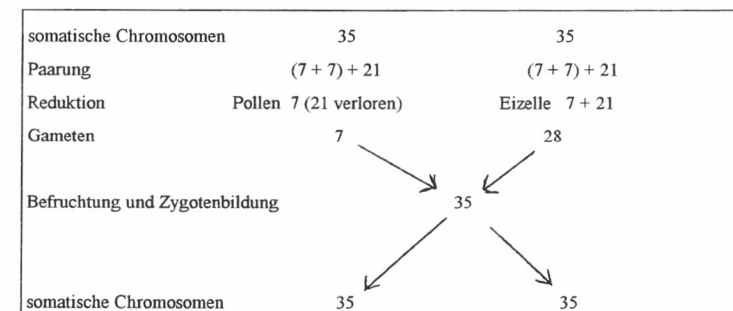 somatische Chromosomen 35 35
Paarung (7 + 7) + 21 (7 + 7) + 21
Reduktion Pollen 7 (21 verloren) Eizelle 7 + 21
Gameten 7 28
Befruchtung und Zygotenbildung 35
somatische Chromosomen 35 35